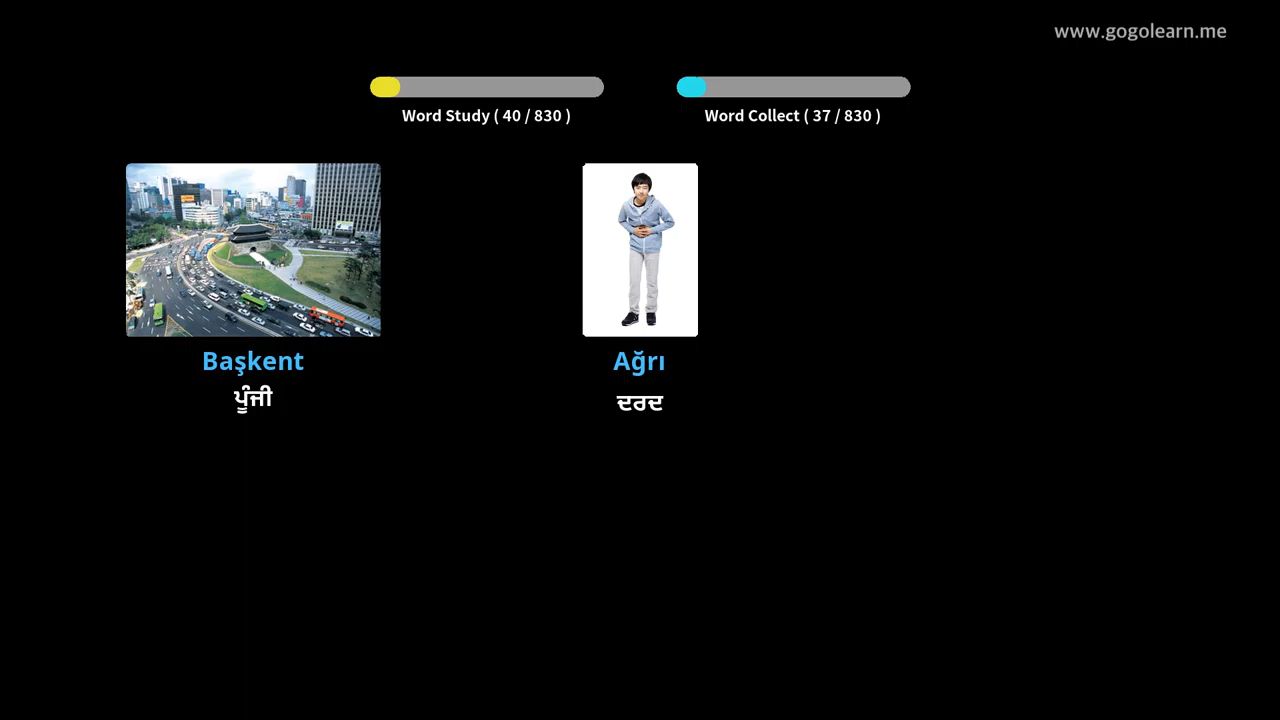 www.gogolearn.me
Word Study ( 40 / 830 )
Word Collect ( 37 / 830 )
Başkent
ਪੂੰਜੀ
Ağrı
ਦਰਦ